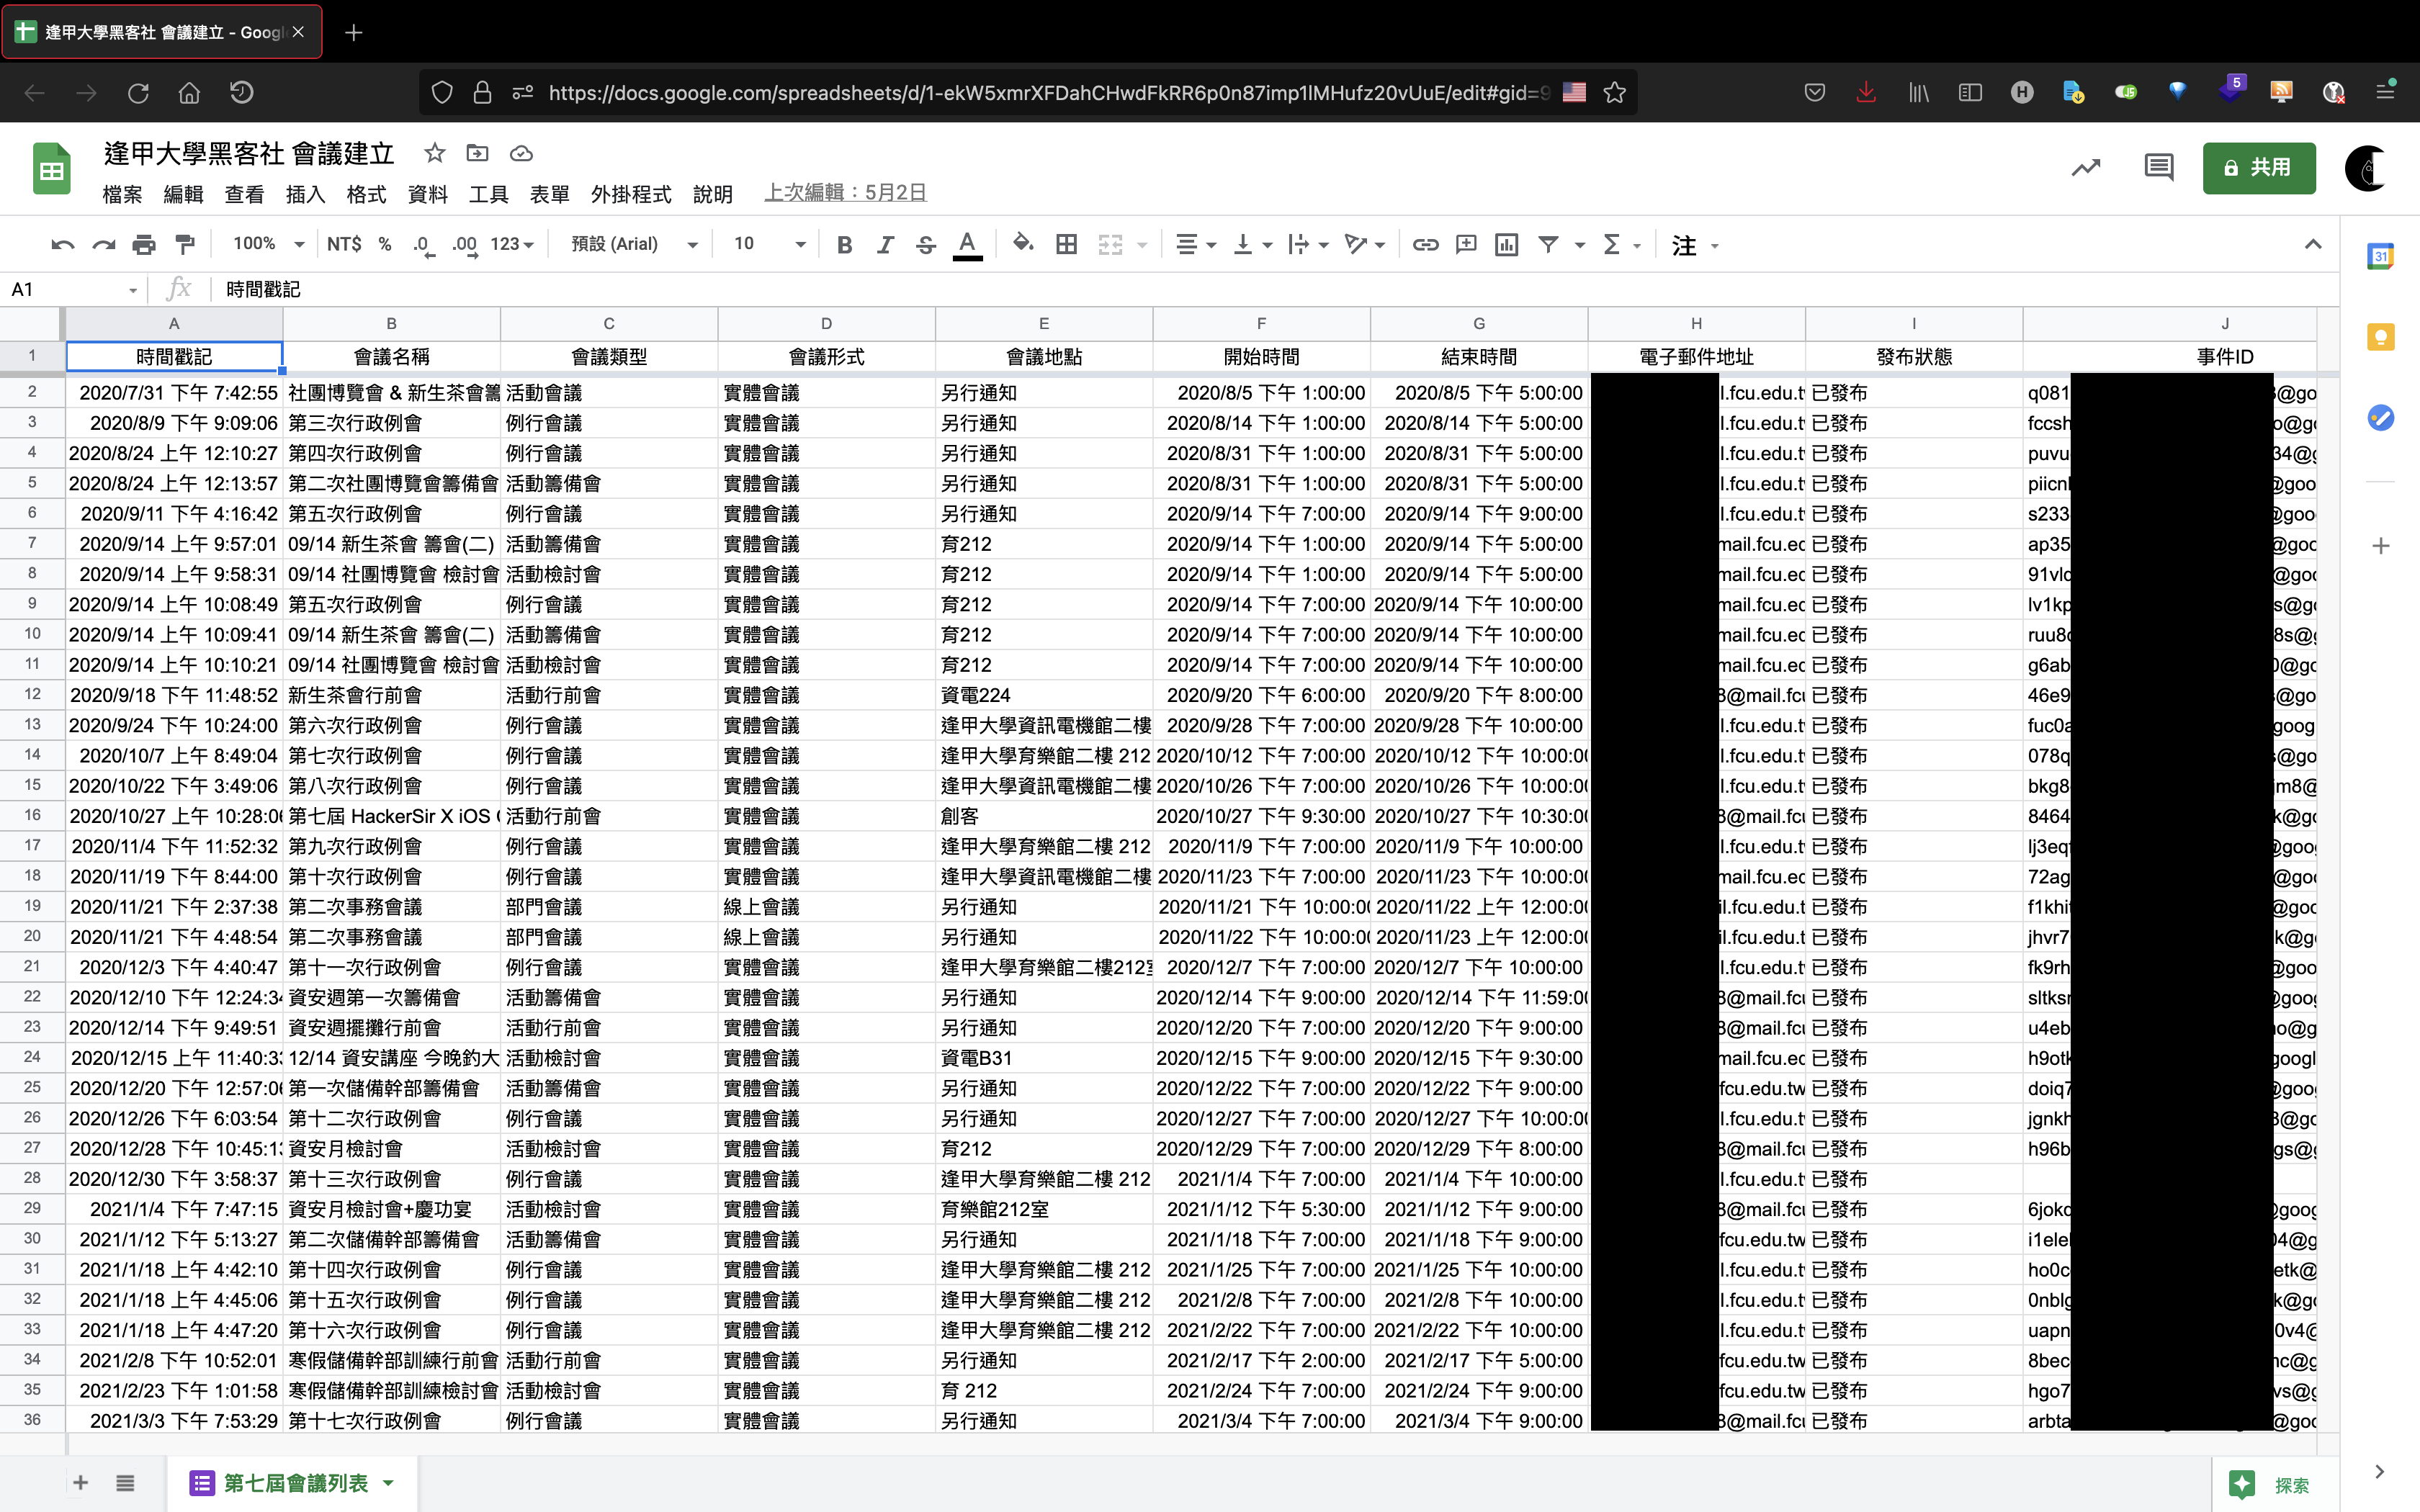 逢甲大學黑客社 會議建立 - Googl
https://docs.google.com/spreadsheets/d/1-ekW5xmrXFDahCHwdFkRR6p0n87imp1lMHufz20vUuE/edit#gid=9
H 5
逢甲大學黑客社 會議建立
檔案 編輯 查看 插入 格式 資料 工具 表單 外掛程式 說明 上次編輯：5月2日
共用
100% NT$ % .0 .00 123 預設 (Arial) 10 B I S A Σ 注
31
A1 fx 時間戳記
A B C D E F G H I J
1 時間戳記 會議名稱 會議類型 會議形式 會議地點 開始時間 結束時間 電子郵件地址 發布狀態 事件ID
2 2020/7/31 下午 7:42:55 社團博覽會 & 新生茶會籌 活動會議 實體會議 另行通知 2020/8/5 下午 1:00:00 2020/8/5 下午 5:00:00 l.fcu.edu.t 已發布 q081 @go
3 2020/8/9 下午 9:09:06 第三次行政例會 例行會議 實體會議 另行通知 2020/8/14 下午 1:00:00 2020/8/14 下午 5:00:00 l.fcu.edu.t 已發布 fccsh o@g
4 2020/8/24 上午 12:10:27 第四次行政例會 例行會議 實體會議 另行通知 2020/8/31 下午 1:00:00 2020/8/31 下午 5:00:00 l.fcu.edu.t 已發布 puvu 34@g
5 2020/8/24 上午 12:13:57 第二次社團博覽會籌備會 活動籌備會 實體會議 另行通知 2020/8/31 下午 1:00:00 2020/8/31 下午 5:00:00 l.fcu.edu.t 已發布 piicn @goo
6 2020/9/11 下午 4:16:42 第五次行政例會 例行會議 實體會議 另行通知 2020/9/14 下午 7:00:00 2020/9/14 下午 9:00:00 l.fcu.edu.t 已發布 s233 @goo
7 2020/9/14 上午 9:57:01 09/14 新生茶會 籌會(二) 活動籌備會 實體會議 育212 2020/9/14 下午 1:00:00 2020/9/14 下午 5:00:00 mail.fcu.ec 已發布 ap35 @goo
8 2020/9/14 上午 9:58:31 09/14 社團博覽會 檢討會 活動檢討會 實體會議 育212 2020/9/14 下午 1:00:00 2020/9/14 下午 5:00:00 mail.fcu.ec 已發布 91vl @go
9 2020/9/14 上午 10:08:49 第五次行政例會 例行會議 實體會議 育212 2020/9/14 下午 7:00:00 2020/9/14 下午 10:00:00 mail.fcu.ec 已發布 lv1kp s@g
10 2020/9/14 上午 10:09:41 09/14 新生茶會 籌會(二) 活動籌備會 實體會議 育212 2020/9/14 下午 7:00:00 2020/9/14 下午 10:00:00 mail.fcu.ec 已發布 ruu8 8s@
11 2020/9/14 上午 10:10:21 09/14 社團博覽會 檢討會 活動檢討會 實體會議 育212 2020/9/14 下午 7:00:00 2020/9/14 下午 10:00:00 mail.fcu.ec 已發布 g6ab @go
12 2020/9/18 下午 11:48:52 新生茶會行前會 活動行前會 實體會議 資電224 2020/9/20 下午 6:00:00 2020/9/20 下午 8:00:00 8@mail.fcu 已發布 46e9 @go
13 2020/9/24 下午 10:24:00 第六次行政例會 例行會議 實體會議 逢甲大學資訊電機館二樓 2020/9/28 下午 7:00:00 2020/9/28 下午 10:00:00 l.fcu.edu.t 已發布 fuc0 goog
14 2020/10/7 上午 8:49:04 第七次行政例會 例行會議 實體會議 逢甲大學育樂館二樓 212 2020/10/12 下午 7:00:00 2020/10/12 下午 10:00:00 l.fcu.edu.t 已發布 078q @go
15 2020/10/22 下午 3:49:06 第八次行政例會 例行會議 實體會議 逢甲大學資訊電機館二樓 2020/10/26 下午 7:00:00 2020/10/26 下午 10:00:00 l.fcu.edu.t 已發布 bkg8 m8@
16 2020/10/27 上午 10:28:0 第七屆 HackerSir X iOS 活動行前會 實體會議 創客 2020/10/27 下午 9:30:00 2020/10/27 下午 10:30:00 8@mail.fcu 已發布 8464 k@g
17 2020/11/4 下午 11:52:32 第九次行政例會 例行會議 實體會議 逢甲大學育樂館二樓 212 2020/11/9 下午 7:00:00 2020/11/9 下午 10:00:00 l.fcu.edu.t 已發布 lj3eq @goo
18 2020/11/19 下午 8:44:00 第十次行政例會 例行會議 實體會議 逢甲大學資訊電機館二樓 2020/11/23 下午 7:00:00 2020/11/23 下午 10:00:00 mail.fcu.ec 已發布 72ag @go
19 2020/11/21 下午 2:37:38 第二次事務會議 部門會議 線上會議 另行通知 2020/11/21 下午 10:00:00 2020/11/22 上午 12:00:00 il.fcu.edu.t 已發布 f1khi @goo
20 2020/11/21 下午 4:48:54 第二次事務會議 部門會議 線上會議 另行通知 2020/11/22 下午 10:00:00 2020/11/23 上午 12:00:00 il.fcu.edu.t 已發布 jhvr7 k@g
21 2020/12/3 下午 4:40:47 第十一次行政例會 例行會議 實體會議 逢甲大學育樂館二樓212室 2020/12/7 下午 7:00:00 2020/12/7 下午 10:00:00 l.fcu.edu.t 已發布 fk9rh @goo
22 2020/12/10 下午 12:24:3 資安週第一次籌備會 活動籌備會 實體會議 另行通知 2020/12/14 下午 9:00:00 2020/12/14 下午 11:59:00 8@mail.fcu 已發布 sltks @goo
23 2020/12/14 下午 9:49:51 資安週擺攤行前會 活動行前會 實體會議 另行通知 2020/12/20 下午 7:00:00 2020/12/20 下午 9:00:00 8@mail.fcu 已發布 u4eb o@g
24 2020/12/15 上午 11:40:3 12/14 資安講座 今晚釣大 活動檢討會 實體會議 資電B31 2020/12/15 下午 9:00:00 2020/12/15 下午 9:30:00 mail.fcu.ec 已發布 h9otk googl
25 2020/12/20 下午 12:57:0 第一次儲備幹部籌備會 活動籌備會 實體會議 另行通知 2020/12/22 下午 7:00:00 2020/12/22 下午 9:00:00 fcu.edu.tw 已發布 doiq7 @goo
26 2020/12/26 下午 6:03:54 第十二次行政例會 例行會議 實體會議 另行通知 2020/12/27 下午 7:00:00 2020/12/27 下午 10:00:00 l.fcu.edu.t 已發布 jgnkh @go
27 2020/12/28 下午 10:45:1 資安月檢討會 活動檢討會 實體會議 育212 2020/12/29 下午 7:00:00 2020/12/29 下午 8:00:00 8@mail.fcu 已發布 h96b gs@
28 2020/12/30 下午 3:58:37 第十三次行政例會 例行會議 實體會議 逢甲大學育樂館二樓 212 2021/1/4 下午 7:00:00 2021/1/4 下午 10:00:00 l.fcu.edu.t 已發布
29 2021/1/4 下午 7:47:15 資安月檢討會+慶功宴 活動檢討會 實體會議 育樂館212室 2021/1/12 下午 5:30:00 2021/1/12 下午 9:00:00 8@mail.fcu 已發布 6jok @goog
30 2021/1/12 下午 5:13:27 第二次儲備幹部籌備會 活動籌備會 實體會議 另行通知 2021/1/18 下午 7:00:00 2021/1/18 下午 9:00:00 fcu.edu.tw 已發布 i1ele 04@g
31 2021/1/18 上午 4:42:10 第十四次行政例會 例行會議 實體會議 逢甲大學育樂館二樓 212 2021/1/25 下午 7:00:00 2021/1/25 下午 10:00:00 l.fcu.edu.t 已發布 ho0c etk@
32 2021/1/18 上午 4:45:06 第十五次行政例會 例行會議 實體會議 逢甲大學育樂館二樓 212 2021/2/8 下午 7:00:00 2021/2/8 下午 10:00:00 l.fcu.edu.t 已發布 0nblg k@g
33 2021/1/18 上午 4:47:20 第十六次行政例會 例行會議 實體會議 逢甲大學育樂館二樓 212 2021/2/22 下午 7:00:00 2021/2/22 下午 10:00:00 l.fcu.edu.t 已發布 uapn 0v4@
34 2021/2/8 下午 10:52:01 寒假儲備幹部訓練行前會 活動行前會 實體會議 另行通知 2021/2/17 下午 2:00:00 2021/2/17 下午 5:00:00 fcu.edu.tw 已發布 8bec c@g
35 2021/2/23 下午 1:01:58 寒假儲備幹部訓練檢討會 活動檢討會 實體會議 育 212 2021/2/24 下午 7:00:00 2021/2/24 下午 9:00:00 fcu.edu.tw 已發布 hgo7 vs@
36 2021/3/3 下午 7:53:29 第十七次行政例會 例行會議 實體會議 另行通知 2021/3/4 下午 7:00:00 2021/3/4 下午 9:00:00 8@mail.fcu 已發布 arbta @goo
第七屆會議列表
探索